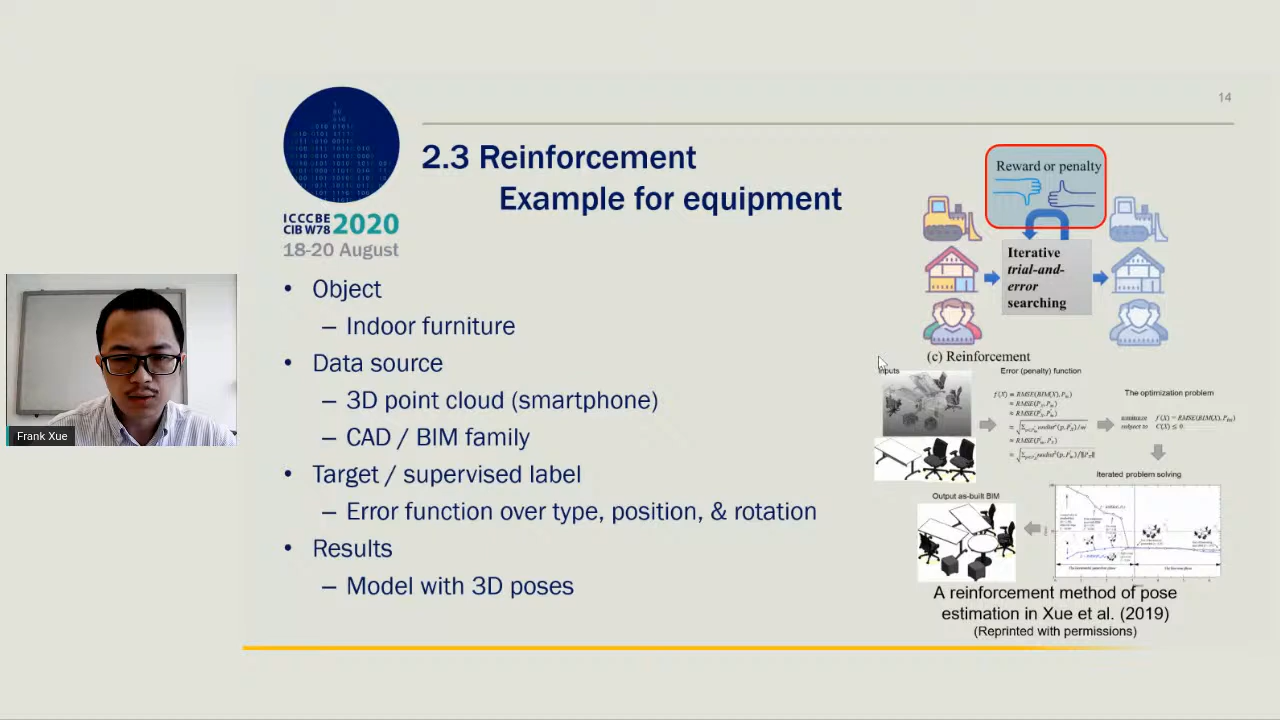 14
ICCCBE
CIB W78 2020
18-20 August
2.3 Reinforcement
Example for equipment
• Object
– Indoor furniture
• Data source
– 3D point cloud (smartphone)
– CAD / BIM family
• Target / supervised label
– Error function over type, position, & rotation
• Results
– Model with 3D poses
Frank Xue
Reward or penalty
Iterative
trial-and-
error
searching
(c) Reinforcement
Inputs
Error (penalty) function
The optimization problem
Iterated problem solving
Output as-built BIM
A reinforcement method of pose
estimation in Xue et al. (2019)
(Reprinted with permissions)